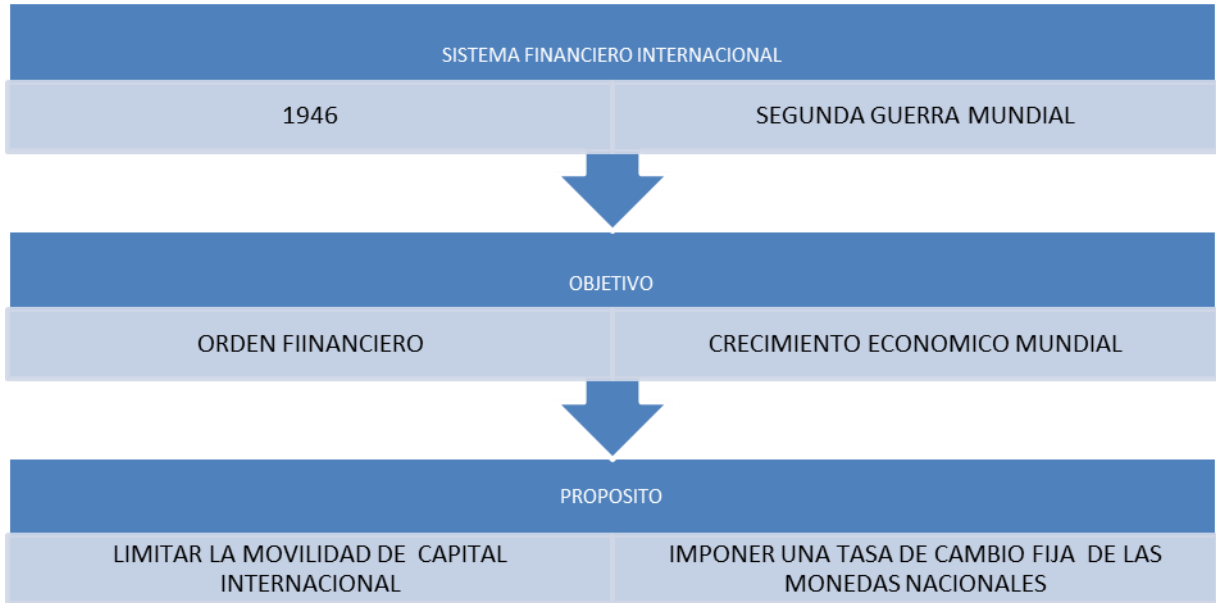 SISTEMA FINANCIERO INTERNACIONAL
1946
SEGUNDA GUERRA MUNDIAL
OBJETIVO
ORDEN FIINANCIERO
CRECIMIENTO ECONOMICO MUNDIAL
PROPOSITO
LIMITAR LA MOVILIDAD DE CAPITAL
INTERNACIONAL
IMPONER UNA TASA DE CAMBIO FIJA DE LAS
MONEDAS NACIONALES